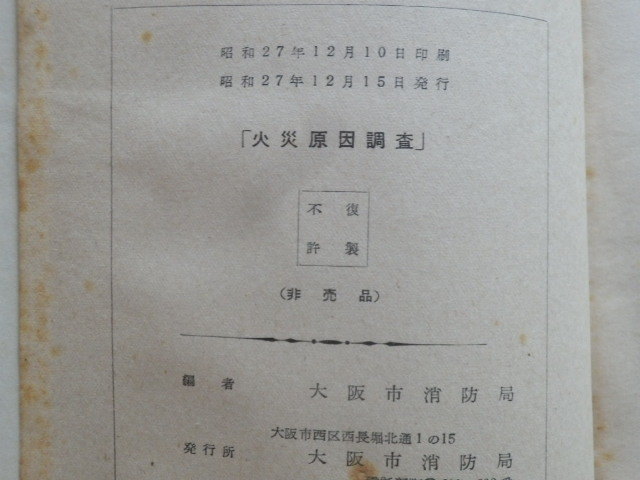 昭和27年12月10日印刷
昭和27年12月15日発行
「火災原因調査」
不復
許製
(非売品)
編者 大阪市消防局
大阪市西区西長堀北通1の15
発行所 大阪市消防局